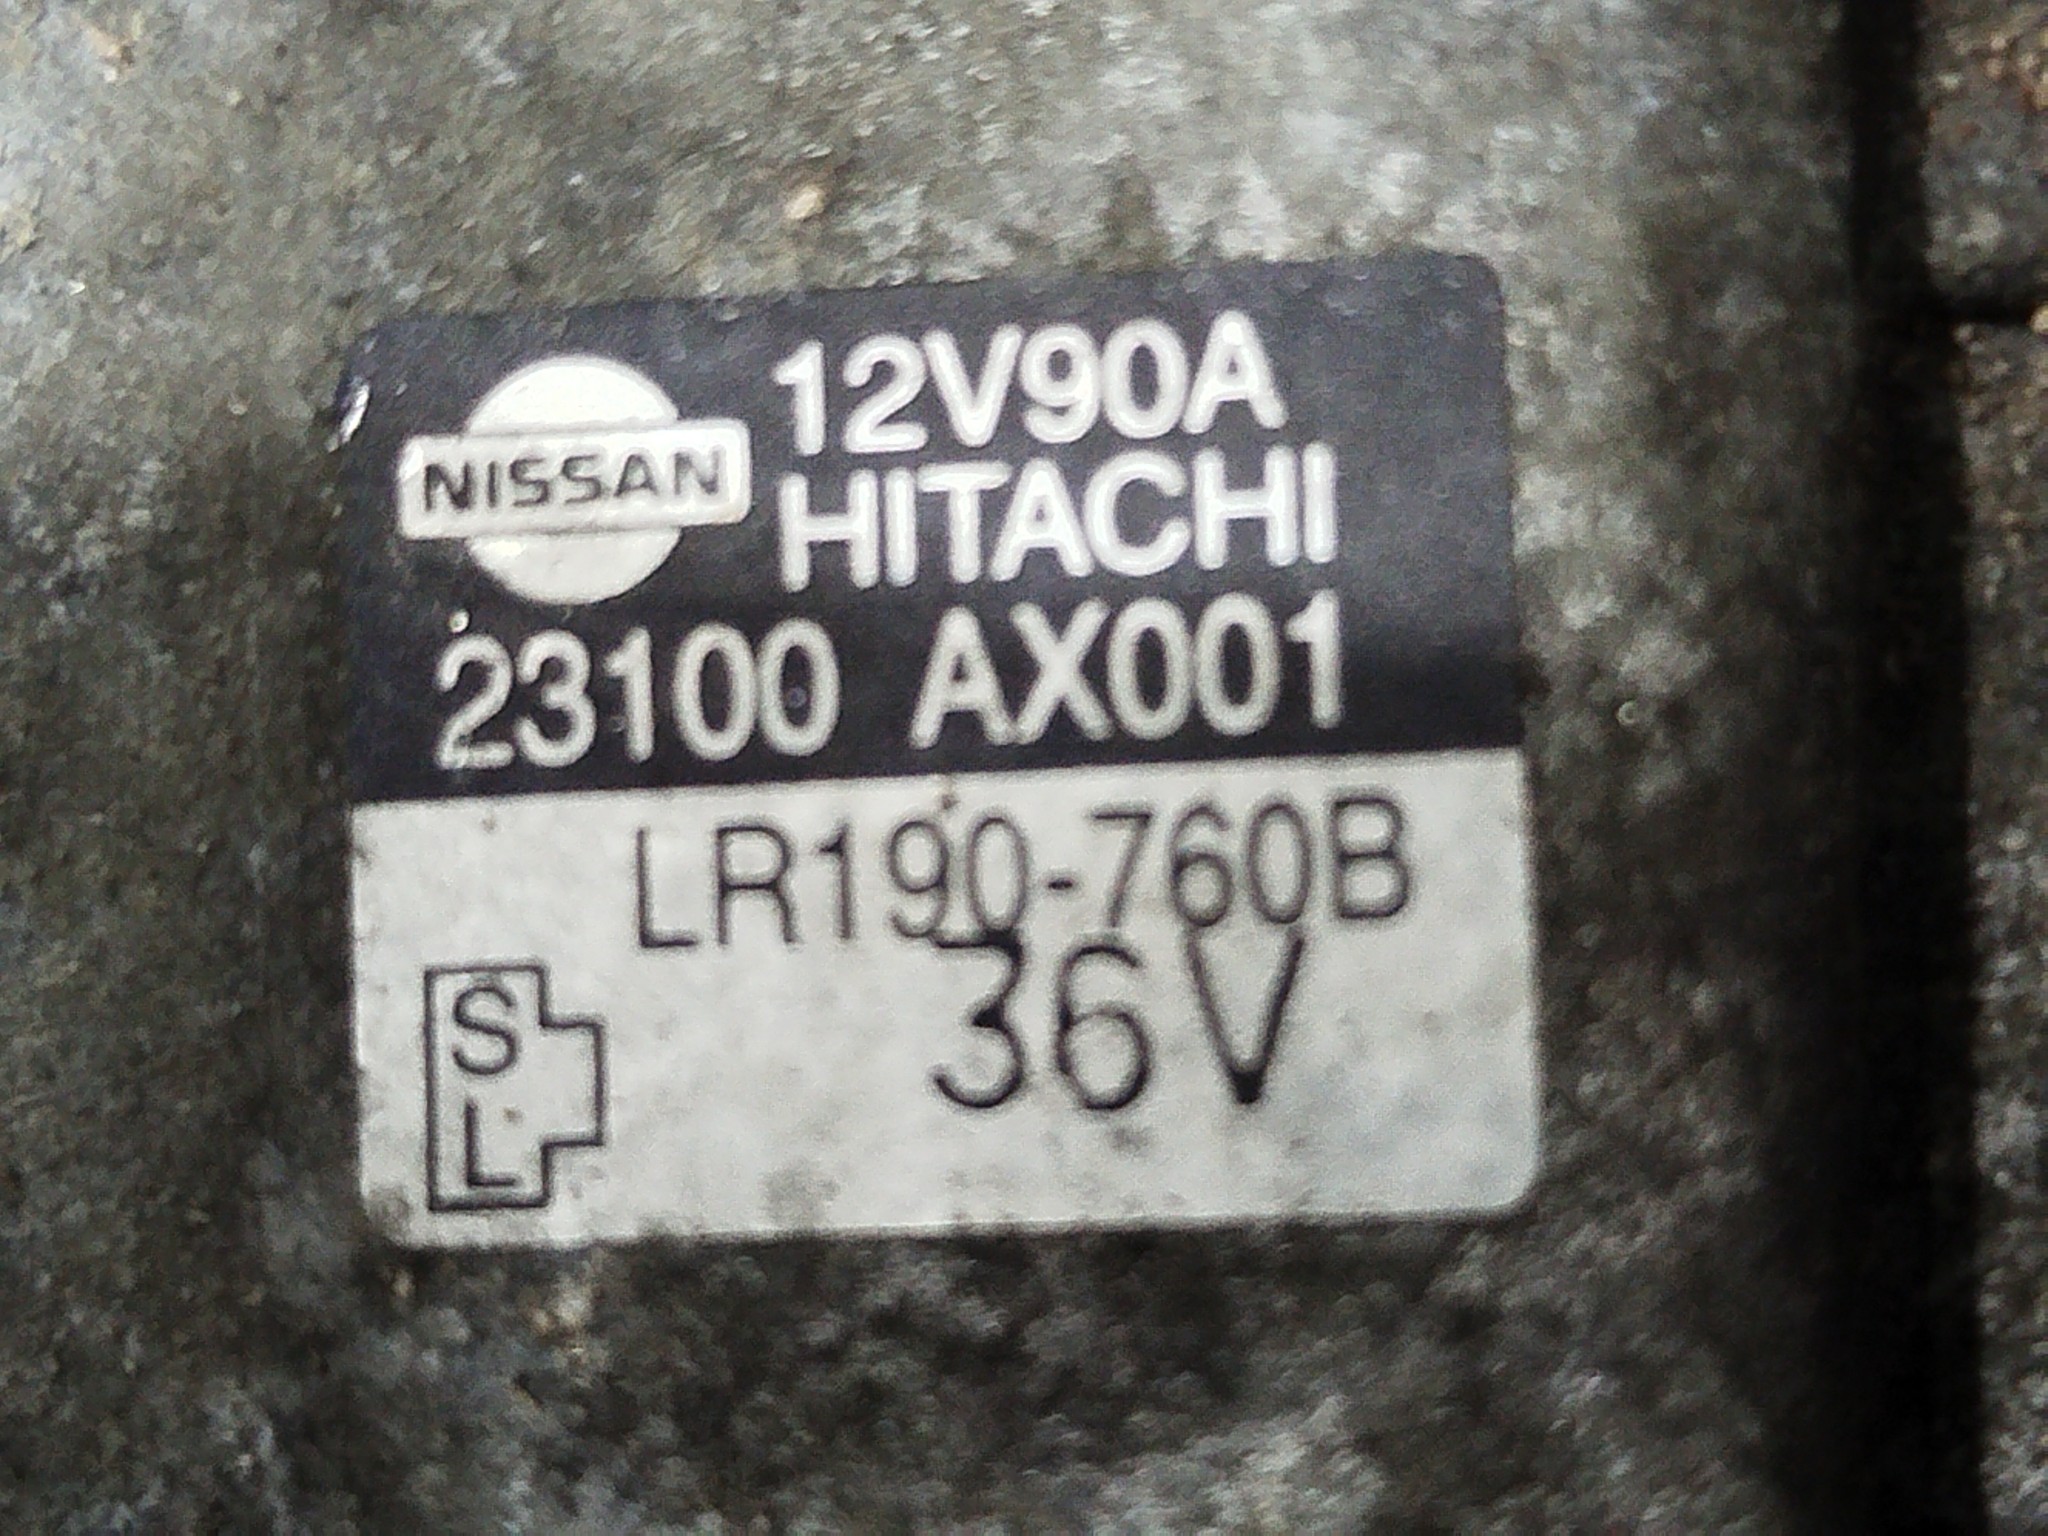 NISSAN
12V90A
HITACHI
23100 AX001
LR190-760B
36V
S
L